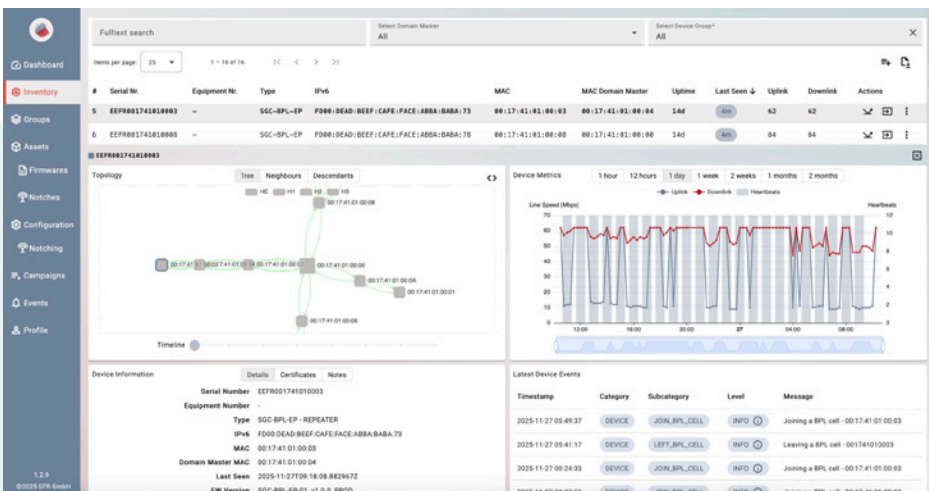 Fulltext search
Select Domain Master
All
Select Device Group*
All
Dashboard
Inventory
Groups
Assets
Firmwares
Notches
Configuration
Notching
Campaigns
Events
Profile
1.2.9
©2025 EFR GmbH
Items per page: 25 1 – 16 of 16
# Serial Nr. Equipment Nr. Type IPv6 MAC MAC Domain Master Uptime Last Seen Uplink Downlink Actions
5 EEFR001741010003 – SGC-BPL-EP FD00:DEAD:BEEF:CAFE:FACE:ABBA:BABA:73 00:17:41:01:00:03 00:17:41:01:00:04 14d 4m 62 62
6 EEFR001741010008 – SGC-BPL-EP FD00:DEAD:BEEF:CAFE:FACE:ABBA:BABA:78 00:17:41:01:00:08 00:17:41:01:00:00 14d 4m 84 84
EEFR001741010003
Topology Tree Neighbours Descendants
HE H1 H2 H3
00:17:41:01:00:08
00:17:41:01:00:00
00:17:41:01:00:0A
00:17:41:01:00:01
00:17:41:01:00:06
Timeline
Device Metrics 1 hour 12 hours 1 day 1 week 2 weeks 1 months 2 months
Uplink Downlink Heartbeats
Line Speed (Mbps) Heartbeats
70 60 50 40 30 20 10 0
12 10 8 6 4 2 0
12:00 16:00 20:00 27 04:00 08:00
Device Information Details Certificates Notes
Serial Number EEFR001741010003
Equipment Number -
Type SGC-BPL-EP - REPEATER
IPv6 FD00:DEAD:BEEF:CAFE:FACE:ABBA:BABA:73
MAC 00:17:41:01:00:03
Domain Master MAC 00:17:41:01:00:04
Last Seen 2025-11-27T09:18:08.882967Z
FW Version SGC-BPL-EP-01
Latest Device Events
Timestamp Category Subcategory Level Message
2025-11-27 05:49:37 DEVICE JOIN_BPL_CELL INFO Joining a BPL cell - 00:17:41:01:00:03
2025-11-27 05:41:17 DEVICE LEFT_BPL_CELL INFO Leaving a BPL cell - 001741010003
2025-11-27 00:24:33 DEVICE JOIN_BPL_CELL INFO Joining a BPL cell - 00:17:41:01:00:03